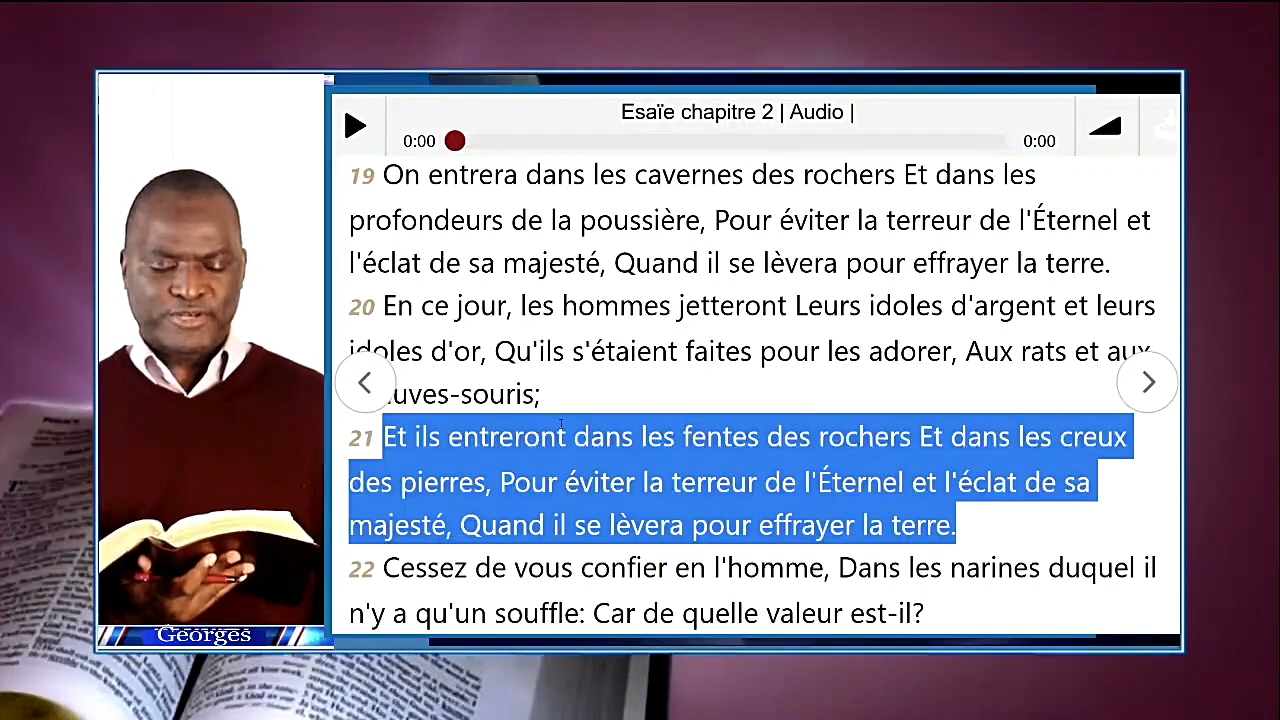 Esaïe chapitre 2 | Audio |
0:00
0:00
19 On entrera dans les cavernes des rochers Et dans les
profondeurs de la poussière, Pour éviter la terreur de l'Éternel et
l'éclat de sa majesté, Quand il se lèvera pour effrayer la terre.
20 En ce jour, les hommes jetteront Leurs idoles d'argent et leurs
idoles d'or, Qu'ils s'étaient faites pour les adorer, Aux rats et aux
uves-souris;
21 Et ils entreront dans les fentes des rochers Et dans les creux
des pierres, Pour éviter la terreur de l'Éternel et l'éclat de sa
majesté, Quand il se lèvera pour effrayer la terre.
22 Cessez de vous confier en l'homme, Dans les narines duquel il
n'y a qu'un souffle: Car de quelle valeur est-il?
Georges